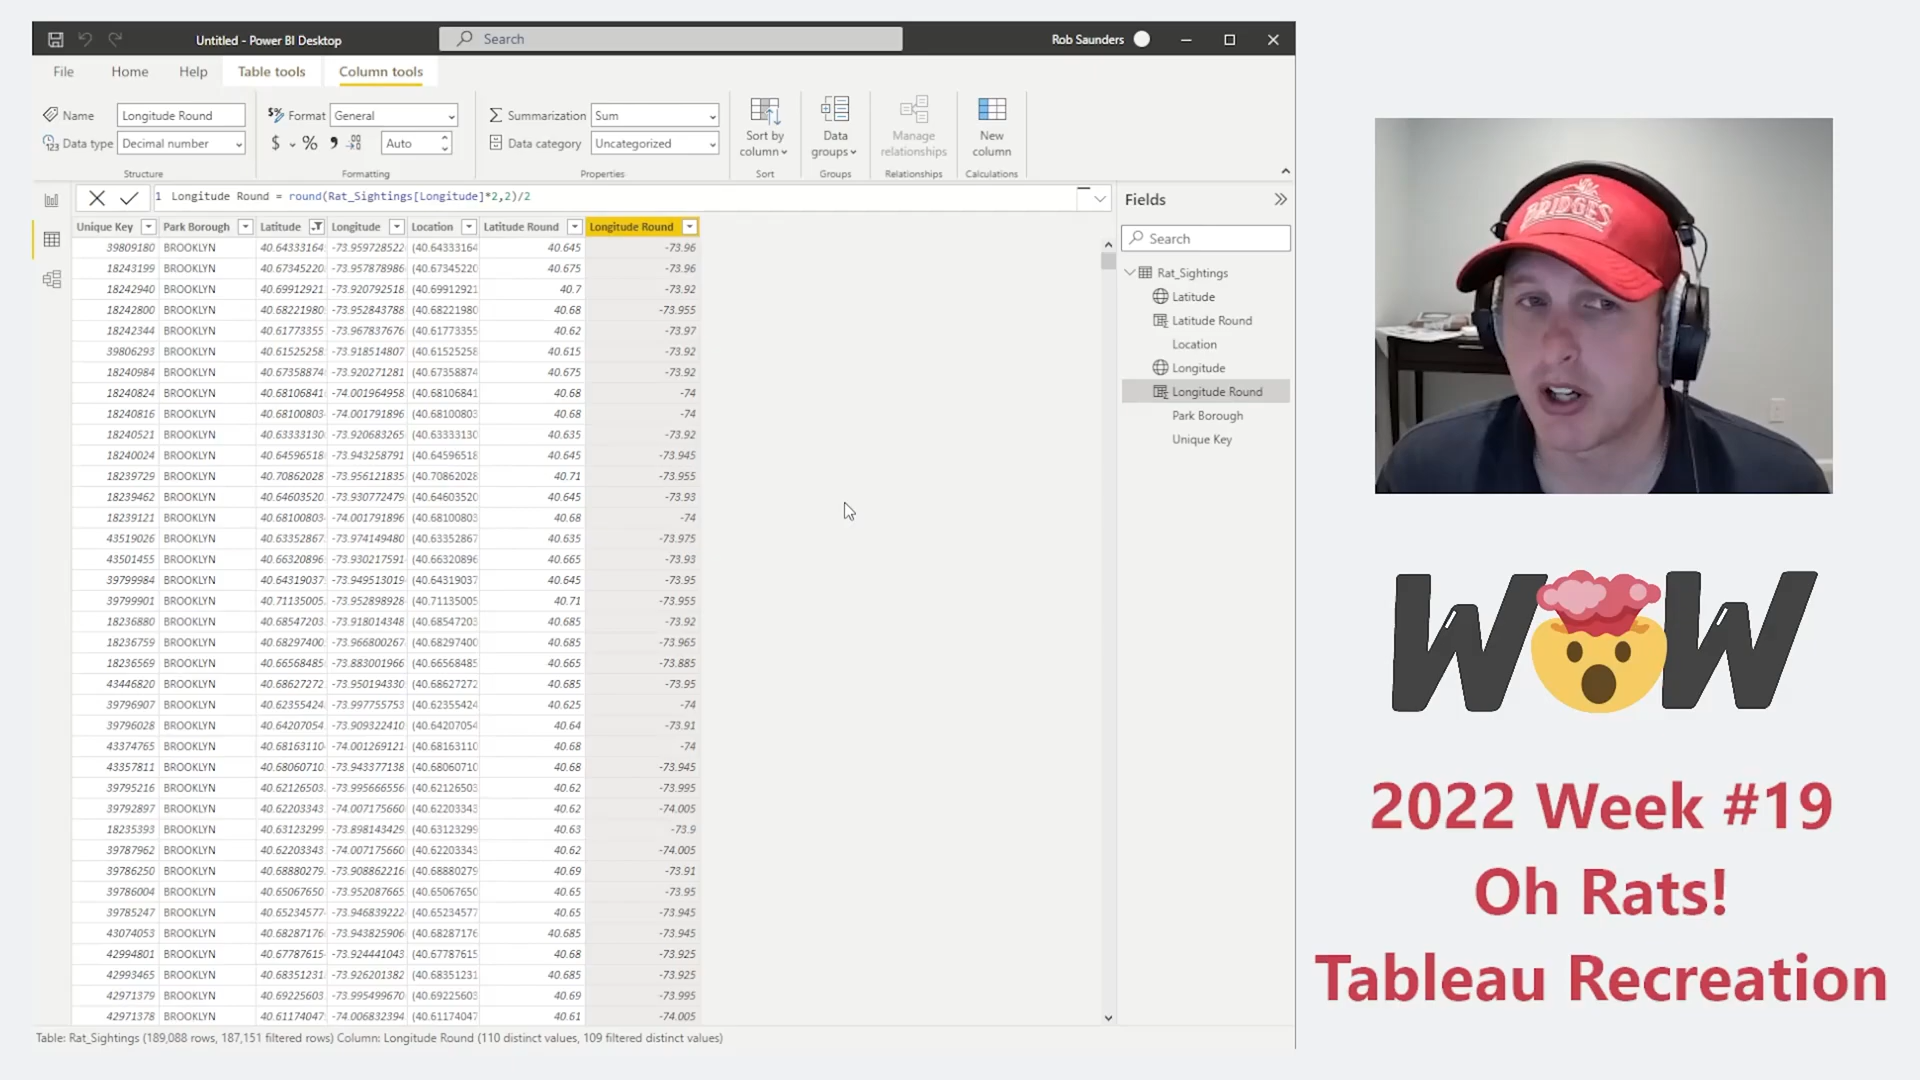 Untitled - Power BI Desktop
Search
Rob Saunders
File Home Help Table tools Column tools
Name Longitude Round
Format General
Summarization Sum
Data type Decimal number
$ % Auto
Data category Uncategorized
Sort by column
Data groups
Manage relationships
New column
Structure Formatting Properties Sort Groups Relationships Calculations
1 Longitude Round = round(Rat_Sightings[Longitude]*2,2)/2
Unique Key Park Borough Latitude Longitude Location Latitude Round Longitude Round
39809180 BROOKLYN 40.64333164 -73.959728522 (40.64333164 40.645 -73.96
18243199 BROOKLYN 40.67345220 -73.957878986 (40.67345220 40.675 -73.96
18242940 BROOKLYN 40.69912921 -73.920792518 (40.69912921 40.7 -73.92
18242800 BROOKLYN 40.68221980 -73.952843788 (40.68221980 40.68 -73.955
18242344 BROOKLYN 40.61773355 -73.967837676 (40.61773355 40.62 -73.97
39806293 BROOKLYN 40.61525258 -73.918514807 (40.61525258 40.615 -73.92
18240984 BROOKLYN 40.67358874 -73.920271281 (40.67358874 40.675 -73.92
18240824 BROOKLYN 40.68106841 -74.001964958 (40.68106841 40.68 -74
18240816 BROOKLYN 40.68100803 -74.001791896 (40.68100803 40.68 -74
18240521 BROOKLYN 40.63333130 -73.920683265 (40.63333130 40.635 -73.92
18240024 BROOKLYN 40.64596518 -73.943258791 (40.64596518 40.645 -73.945
18239729 BROOKLYN 40.70862028 -73.956121835 (40.70862028 40.71 -73.955
18239462 BROOKLYN 40.64603520 -73.930772479 (40.64603520 40.645 -73.93
18239121 BROOKLYN 40.68100803 -74.001791896 (40.68100803 40.68 -74
43519026 BROOKLYN 40.63352867 -73.974149480 (40.63352867 40.635 -73.975
43501455 BROOKLYN 40.66320896 -73.930217591 (40.66320896 40.665 -73.93
39799984 BROOKLYN 40.64319037 -73.949513019 (40.64319037 40.645 -73.95
39799901 BROOKLYN 40.71135005 -73.952898928 (40.71135005 40.71 -73.955
18236880 BROOKLYN 40.68547203 -73.918014348 (40.68547203 40.685 -73.92
18236759 BROOKLYN 40.68297400 -73.966800267 (40.68297400 40.685 -73.965
18236569 BROOKLYN 40.66568485 -73.883001966 (40.66568485 40.665 -73.885
43446820 BROOKLYN 40.68627272 -73.950194330 (40.68627272 40.685 -73.95
39796907 BROOKLYN 40.62355424 -73.997755753 (40.62355424 40.625 -74
39796028 BROOKLYN 40.64207054 -73.909322410 (40.64207054 40.64 -73.91
43374765 BROOKLYN 40.68163110 -74.001269121 (40.68163110 40.68 -74
43357811 BROOKLYN 40.68060710 -73.943377138 (40.68060710 40.68 -73.945
39795216 BROOKLYN 40.62126503 -73.995666556 (40.62126503 40.62 -73.995
39792897 BROOKLYN 40.62203343 -74.007175660 (40.62203343 40.62 -74.005
18235393 BROOKLYN 40.63123299 -73.898143429 (40.63123299 40.63 -73.9
39787962 BROOKLYN 40.62203343 -74.007175660 (40.62203343 40.62 -74.005
39786250 BROOKLYN 40.68880279 -73.908862216 (40.68880279 40.69 -73.91
39786004 BROOKLYN 40.65067650 -73.952087665 (40.65067650 40.65 -73.95
39785247 BROOKLYN 40.65234577 -73.946839222 (40.65234577 40.65 -73.945
43074053 BROOKLYN 40.68287176 -73.943825906 (40.68287176 40.685 -73.945
42994801 BROOKLYN 40.67787615 -73.924441043 (40.67787615 40.68 -73.925
42993465 BROOKLYN 40.68351231 -73.926201382 (40.68351231 40.685 -73.925
42971379 BROOKLYN 40.69225603 -73.995499670 (40.69225603 40.69 -73.995
42971378 BROOKLYN 40.61174047 -74.006832394 (40.61174047 40.61 -74.005
Table: Rat_Sightings (189,088 rows, 187,151 filtered rows) Column: Longitude Round (110 distinct values, 109 filtered distinct values)
Fields
Search
Rat_Sightings
Latitude
Latitude Round
Location
Longitude
Longitude Round
Park Borough
Unique Key
BRIDGES
WOW
2022 Week #19
Oh Rats!
Tableau Recreation